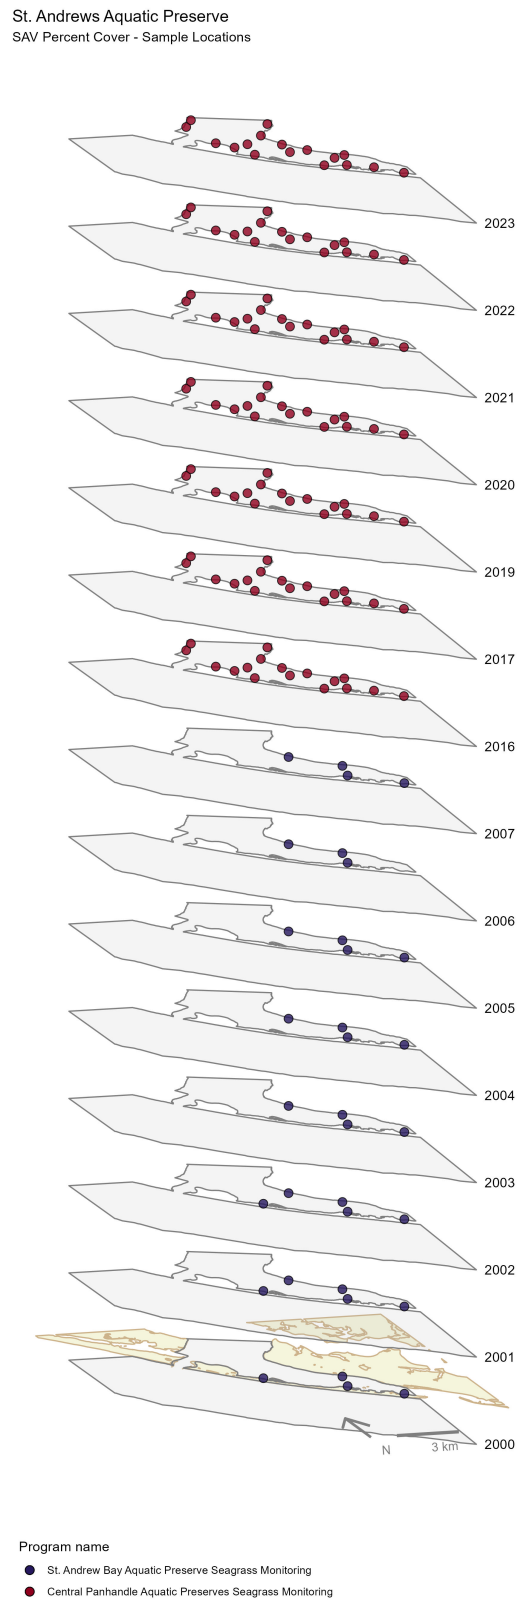 St. Andrews Aquatic Preserve
SAV Percent Cover - Sample Locations
2023
2022
2021
2020
2019
2017
2016
2007
2006
2005
2004
2003
2002
2001
2000
N
3 km
Program name
St. Andrew Bay Aquatic Preserve Seagrass Monitoring
Central Panhandle Aquatic Preserves Seagrass Monitoring